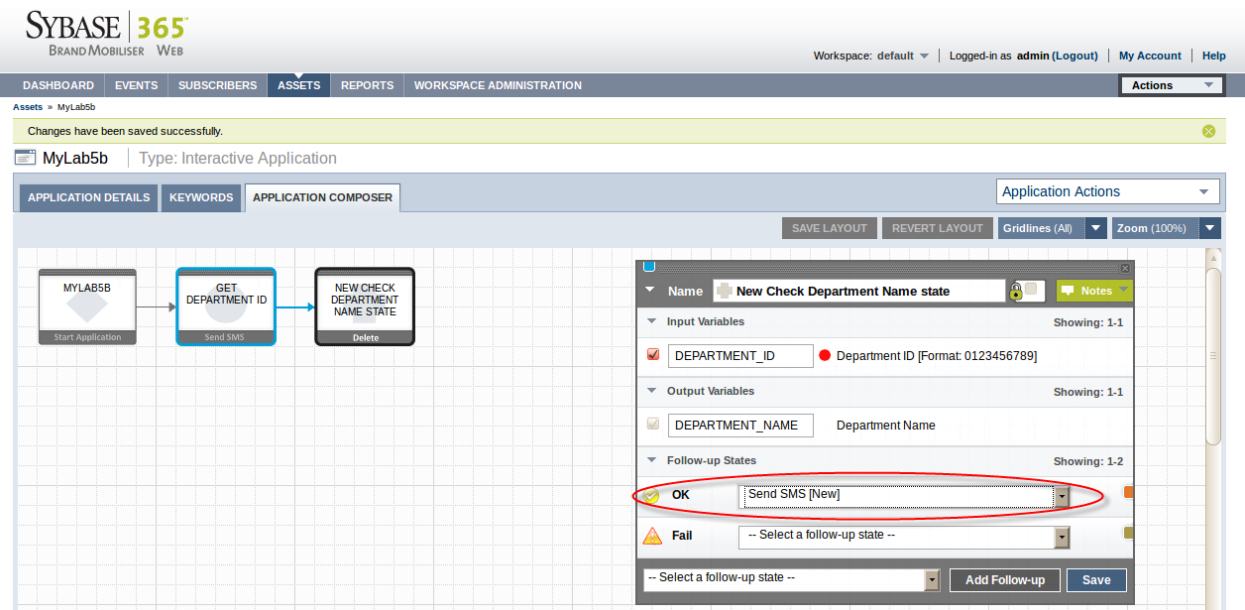 SYBASE 365
BRAND MOBILISER WEB
Workspace: default | Logged-in as admin (Logout) | My Account | Help
DASHBOARD EVENTS SUBSCRIBERS ASSETS REPORTS WORKSPACE ADMINISTRATION Actions
Assets » MyLab5b
Changes have been saved successfully.
MyLab5b | Type: Interactive Application
APPLICATION DETAILS KEYWORDS APPLICATION COMPOSER Application Actions
SAVE LAYOUT REVERT LAYOUT Gridlines (All) Zoom (100%)
MYLAB5B
Start Application
GET
DEPARTMENT ID
Send SMS
NEW CHECK
DEPARTMENT
NAME STATE
Delete
Name New Check Department Name state Notes
Input Variables Showing: 1-1
DEPARTMENT_ID Department ID [Format: 0123456789]
Output Variables Showing: 1-1
DEPARTMENT_NAME Department Name
Follow-up States Showing: 1-2
OK Send SMS [New]
Fail -- Select a follow-up state --
-- Select a follow-up state -- Add Follow-up Save